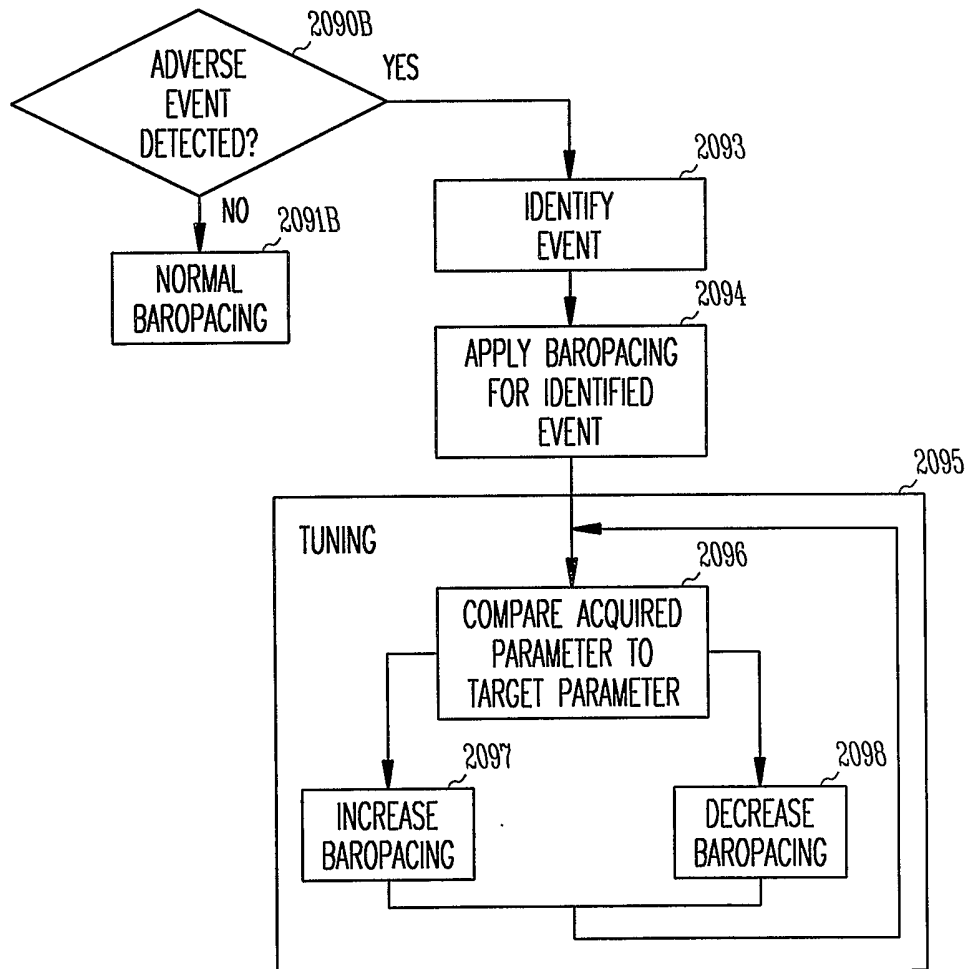 2090B
ADVERSE
EVENT
DETECTED?
YES
NO
2091B
NORMAL
BAROPACING
2093
IDENTIFY
EVENT
2094
APPLY BAROPACING
FOR IDENTIFIED
EVENT
2095
TUNING
2096
COMPARE ACQUIRED
PARAMETER TO
TARGET PARAMETER
2097
INCREASE
BAROPACING
2098
DECREASE
BAROPACING